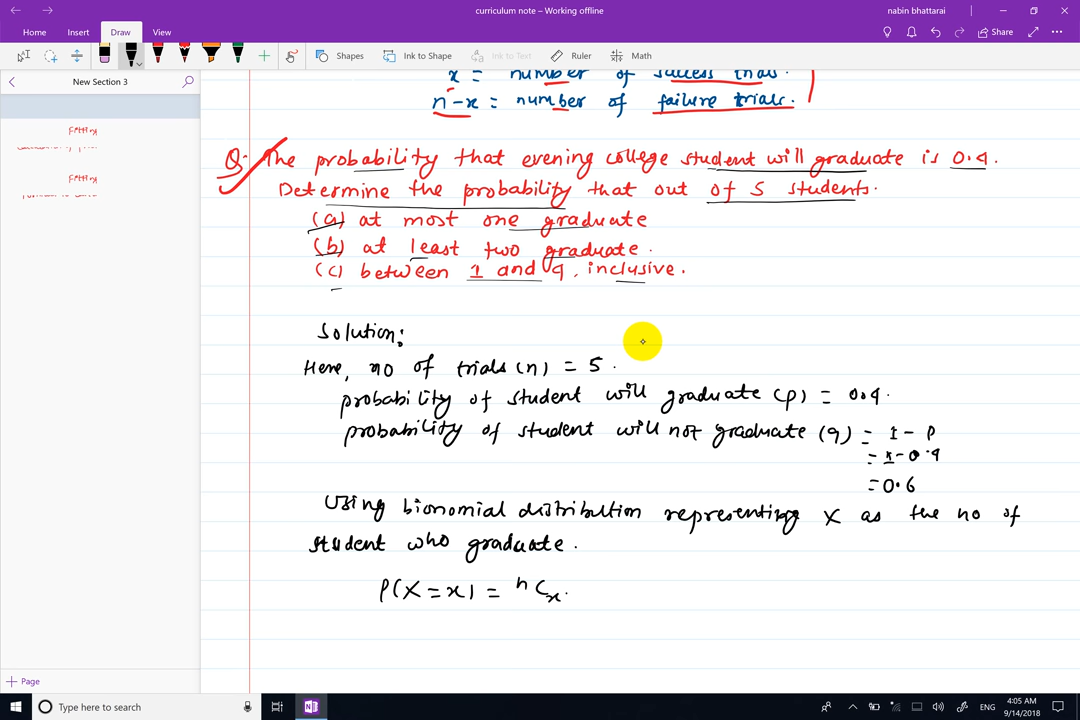 curriculum note – Working offline
nabin bhattarai
Home Insert Draw View
Share
Shapes Ink to Shape Ink to Text Ruler Math
New Section 3
x = number of success trials.
n-x = number of failure trials.
Q. The probability that evening college student will graduate is 0.4.
Determine the probability that out of 5 students.
(a) at most one graduate
(b) at least two graduate.
(c) between 1 and 4, inclusive.
Solution:
Here, no of trials (n) = 5.
probability of student will graduate (p) = 0.4.
probability of student will not graduate (q) = 1 - p
= 1 - 0.4
= 0.6
Using bionomial distribution representing X as the no of
student who graduate.
P(X = x) = ⁿCₓ.
Page
Type here to search
ENG
4:05 AM
9/14/2018